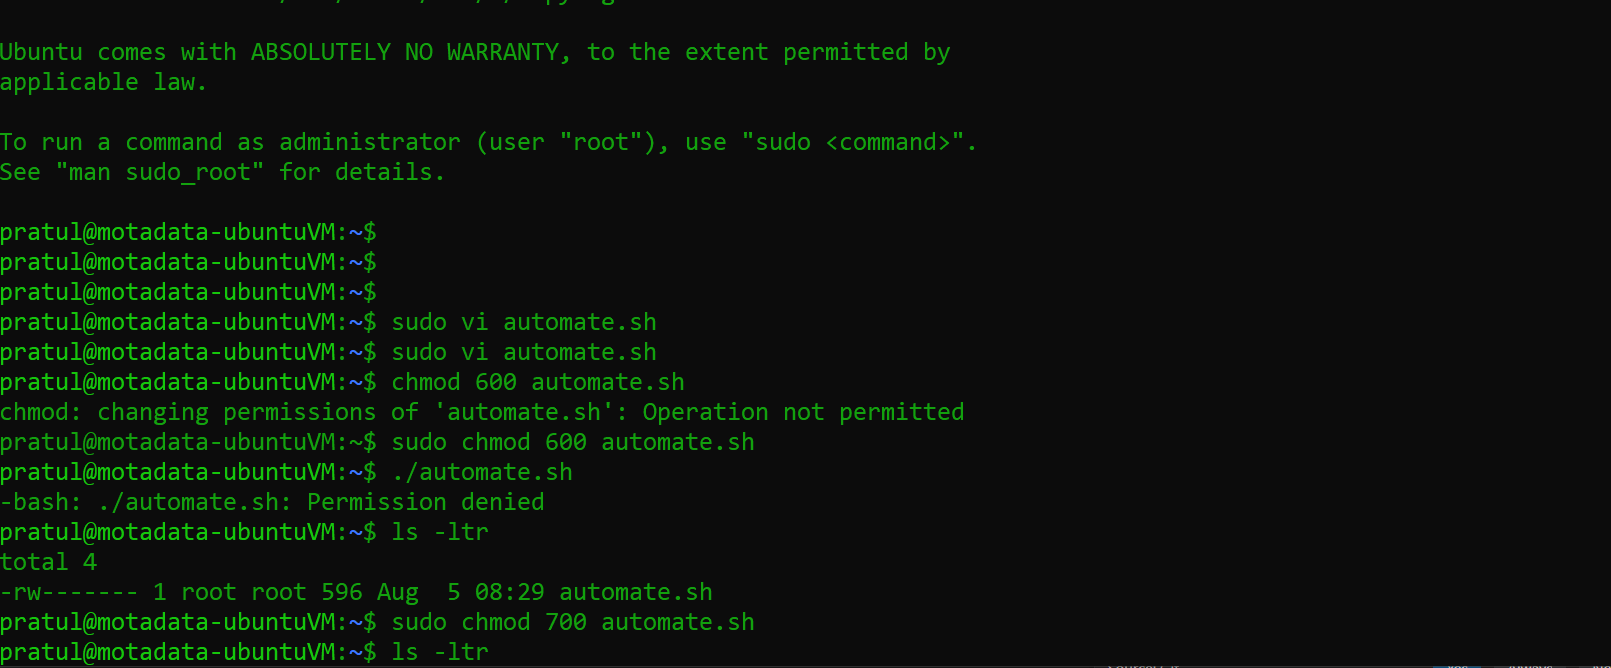 Ubuntu comes with ABSOLUTELY NO WARRANTY, to the extent permitted by
applicable law.
To run a command as administrator (user "root"), use "sudo <command>".
See "man sudo_root" for details.
pratul@motadata-ubuntuVM:~$
pratul@motadata-ubuntuVM:~$
pratul@motadata-ubuntuVM:~$
pratul@motadata-ubuntuVM:~$ sudo vi automate.sh
pratul@motadata-ubuntuVM:~$ sudo vi automate.sh
pratul@motadata-ubuntuVM:~$ chmod 600 automate.sh
chmod: changing permissions of 'automate.sh': Operation not permitted
pratul@motadata-ubuntuVM:~$ sudo chmod 600 automate.sh
pratul@motadata-ubuntuVM:~$ ./automate.sh
-bash: ./automate.sh: Permission denied
pratul@motadata-ubuntuVM:~$ ls -ltr
total 4
-rw------- 1 root root 596 Aug  5 08:29 automate.sh
pratul@motadata-ubuntuVM:~$ sudo chmod 700 automate.sh
pratul@motadata-ubuntuVM:~$ ls -ltr